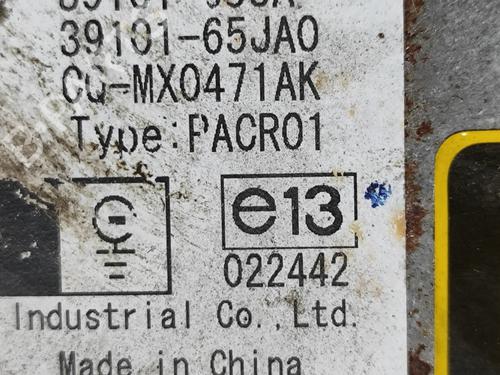 39101-65JA0
CQ-MX0471AK
Type:PACR01
e13
022442
Industrial Co.,Ltd.
Made in China